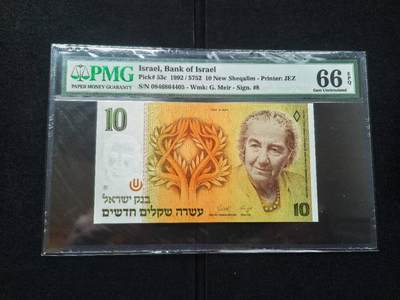 PMG
PAPER MONEY GUARANTY
Israel, Bank of Israel
Pick# 53c 1992 / 5752 10 New Sheqalim - Printer: JEZ
S/N 0846864405 - Wmk: G. Meir - Sign. #8
66 EPQ
Gem Uncirculated
10
בנק ישראל
עשרה שקלים חדשים
10